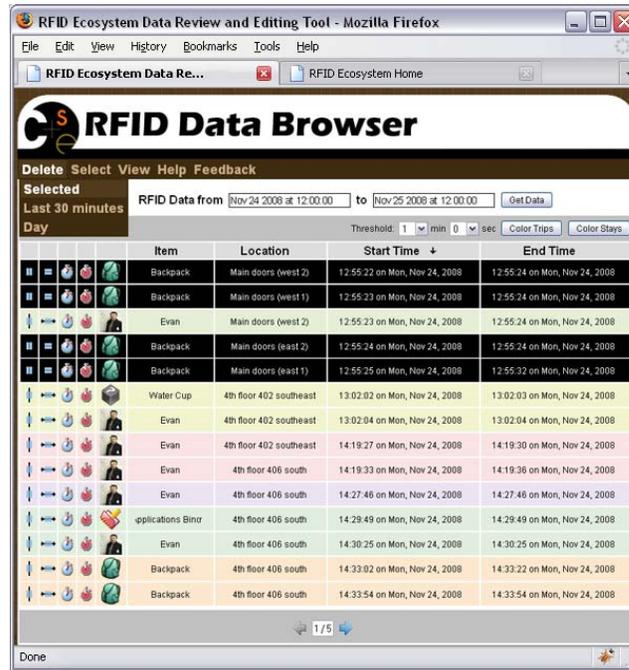 RFID Ecosystem Data Review and Editing Tool - Mozilla Firefox
File Edit View History Bookmarks Tools Help
RFID Ecosystem Data Re... RFID Ecosystem Home
cse RFID Data Browser
Delete Select View Help Feedback
Selected
Last 30 minutes
Day
RFID Data from Nov 24 2008 at 12:00:00 to Nov 25 2008 at 12:00:00 Get Data
Threshold: 1 min 0 sec Color Trips Color Stays
Item Location Start Time End Time
Backpack Main doors (west 2) 12:55:22 on Mon, Nov 24, 2008 12:55:24 on Mon, Nov 24, 2008
Backpack Main doors (west 1) 12:55:23 on Mon, Nov 24, 2008 12:55:24 on Mon, Nov 24, 2008
Evan Main doors (west 2) 12:55:23 on Mon, Nov 24, 2008 12:55:24 on Mon, Nov 24, 2008
Backpack Main doors (east 2) 12:55:24 on Mon, Nov 24, 2008 12:55:24 on Mon, Nov 24, 2008
Backpack Main doors (east 1) 12:55:25 on Mon, Nov 24, 2008 12:55:32 on Mon, Nov 24, 2008
Water Cup 4th floor 402 southeast 13:02:02 on Mon, Nov 24, 2008 13:02:03 on Mon, Nov 24, 2008
Evan 4th floor 402 southeast 13:02:04 on Mon, Nov 24, 2008 13:02:04 on Mon, Nov 24, 2008
Evan 4th floor 402 southeast 14:19:27 on Mon, Nov 24, 2008 14:19:30 on Mon, Nov 24, 2008
Evan 4th floor 406 south 14:19:33 on Mon, Nov 24, 2008 14:19:36 on Mon, Nov 24, 2008
Evan 4th floor 406 south 14:27:46 on Mon, Nov 24, 2008 14:27:46 on Mon, Nov 24, 2008
pplications Bin 4th floor 406 south 14:29:49 on Mon, Nov 24, 2008 14:29:49 on Mon, Nov 24, 2008
Evan 4th floor 406 south 14:30:25 on Mon, Nov 24, 2008 14:30:25 on Mon, Nov 24, 2008
Backpack 4th floor 406 south 14:33:02 on Mon, Nov 24, 2008 14:33:22 on Mon, Nov 24, 2008
Backpack 4th floor 406 south 14:33:54 on Mon, Nov 24, 2008 14:33:54 on Mon, Nov 24, 2008
1/5
Done